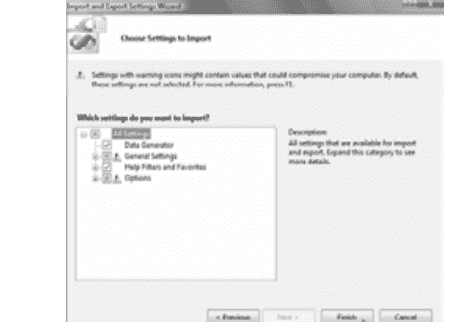 Import and Export Settings Wizard
Choose Settings to Import
Settings with warning icons might contain values that could compromise your computer. By default,
these settings are not selected. For more information, press F1.
Which settings do you want to import?
All Settings
Data Generator
General Settings
Help Filters and Favorites
Options
Description:
All settings that are available for import
and export. Expand this category to see
more details.
< Previous
Next >
Finish
Cancel